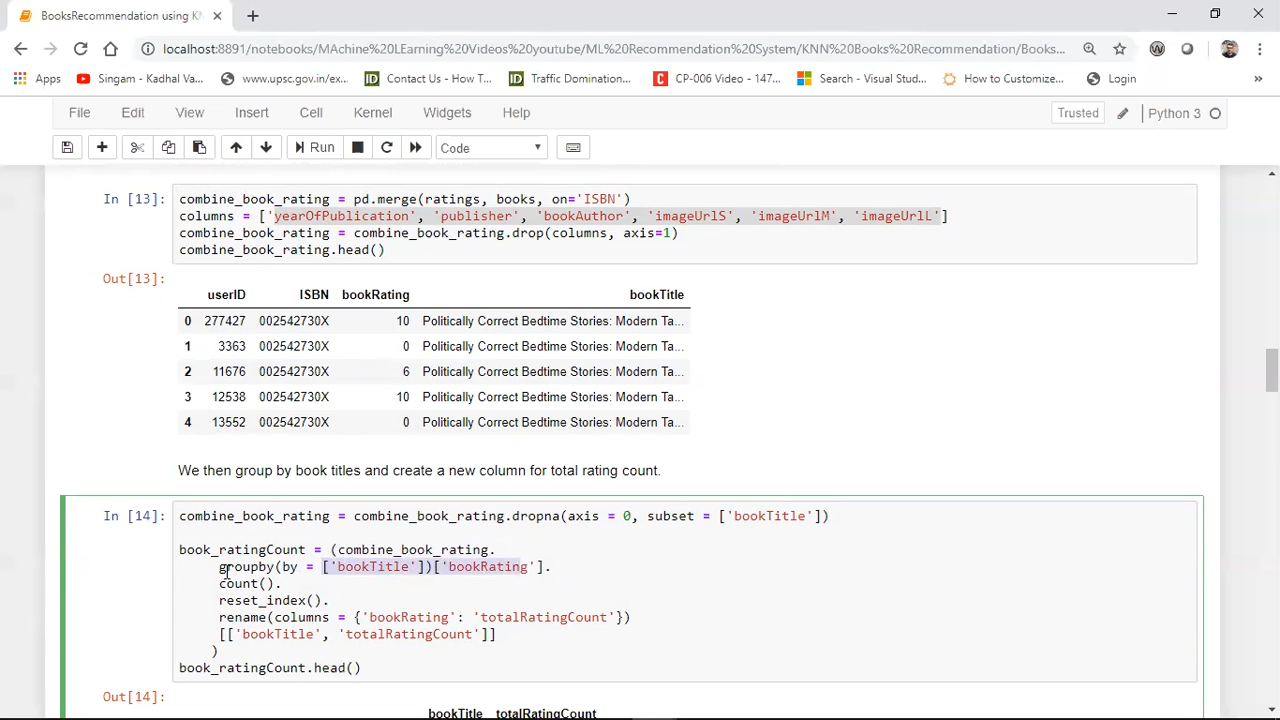 BooksRecommendation using KN
localhost:8891/notebooks/MAchine%20LEarning%20Videos%20youtube/ML%20Recommendation%20System/KNN%20Books%20Recommendation/Books...
Apps Singam - Kadhal Va... www.upsc.gov.in/ex... Contact Us - How T... Traffic Domination... CP-006 Video - 147... Search - Visual Stud... How to Customize... Login »
File Edit View Insert Cell Kernel Widgets Help Trusted Python 3
Run Code
In [13]: combine_book_rating = pd.merge(ratings, books, on='ISBN')
columns = ['yearOfPublication', 'publisher', 'bookAuthor', 'imageUrlS', 'imageUrlM', 'imageUrlL']
combine_book_rating = combine_book_rating.drop(columns, axis=1)
combine_book_rating.head()
Out[13]:
userID ISBN bookRating bookTitle
0 277427 002542730X 10 Politically Correct Bedtime Stories: Modern Ta...
1 3363 002542730X 0 Politically Correct Bedtime Stories: Modern Ta...
2 11676 002542730X 6 Politically Correct Bedtime Stories: Modern Ta...
3 12538 002542730X 10 Politically Correct Bedtime Stories: Modern Ta...
4 13552 002542730X 0 Politically Correct Bedtime Stories: Modern Ta...
We then group by book titles and create a new column for total rating count.
In [14]: combine_book_rating = combine_book_rating.dropna(axis = 0, subset = ['bookTitle'])
book_ratingCount = (combine_book_rating.
groupby(by = ['bookTitle'])['bookRating'].
count().
reset_index().
rename(columns = {'bookRating': 'totalRatingCount'})
[['bookTitle', 'totalRatingCount']]
)
book_ratingCount.head()
Out[14]:
bookTitle totalRatingCount